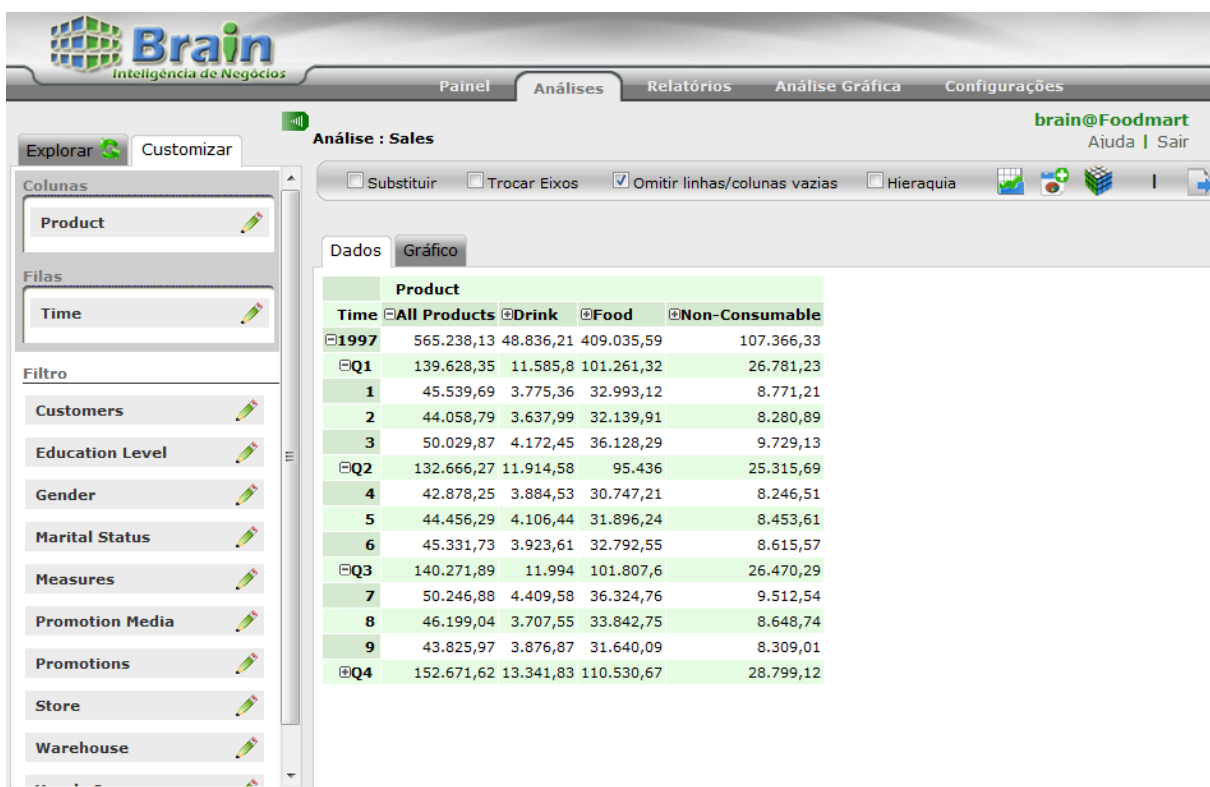 Brain
Inteligência de Negócios
Painel Análises Relatórios Análise Gráfica Configurações
brain@Foodmart
Ajuda | Sair
Explorar Customizar
Análise : Sales
Colunas
Product
Filas
Time
Filtro
Customers
Education Level
Gender
Marital Status
Measures
Promotion Media
Promotions
Store
Warehouse
Substituir Trocar Eixos Omitir linhas/colunas vazias Hieraquia
Dados Gráfico
Product
Time All Products Drink Food Non-Consumable
1997 565.238,13 48.836,21 409.035,59 107.366,33
Q1 139.628,35 11.585,8 101.261,32 26.781,23
1 45.539,69 3.775,36 32.993,12 8.771,21
2 44.058,79 3.637,99 32.139,91 8.280,89
3 50.029,87 4.172,45 36.128,29 9.729,13
Q2 132.666,27 11.914,58 95.436 25.315,69
4 42.878,25 3.884,53 30.747,21 8.246,51
5 44.456,29 4.106,44 31.896,24 8.453,61
6 45.331,73 3.923,61 32.792,55 8.615,57
Q3 140.271,89 11.994 101.807,6 26.470,29
7 50.246,88 4.409,58 36.324,76 9.512,54
8 46.199,04 3.707,55 33.842,75 8.648,74
9 43.825,97 3.876,87 31.640,09 8.309,01
Q4 152.671,62 13.341,83 110.530,67 28.799,12